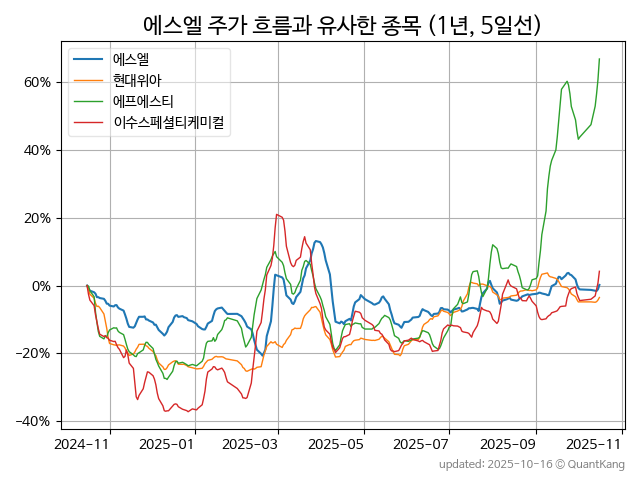 에스엘 주가 흐름과 유사한 종목 (1년, 5일선)
에스엘
현대위아
에프에스티
이수스페셜티케미컬
60%
40%
20%
0%
−20%
−40%
2024−11
2025−01
2025−03
2025−05
2025−07
2025−09
2025−11
updated: 2025-10-16 © QuantKang